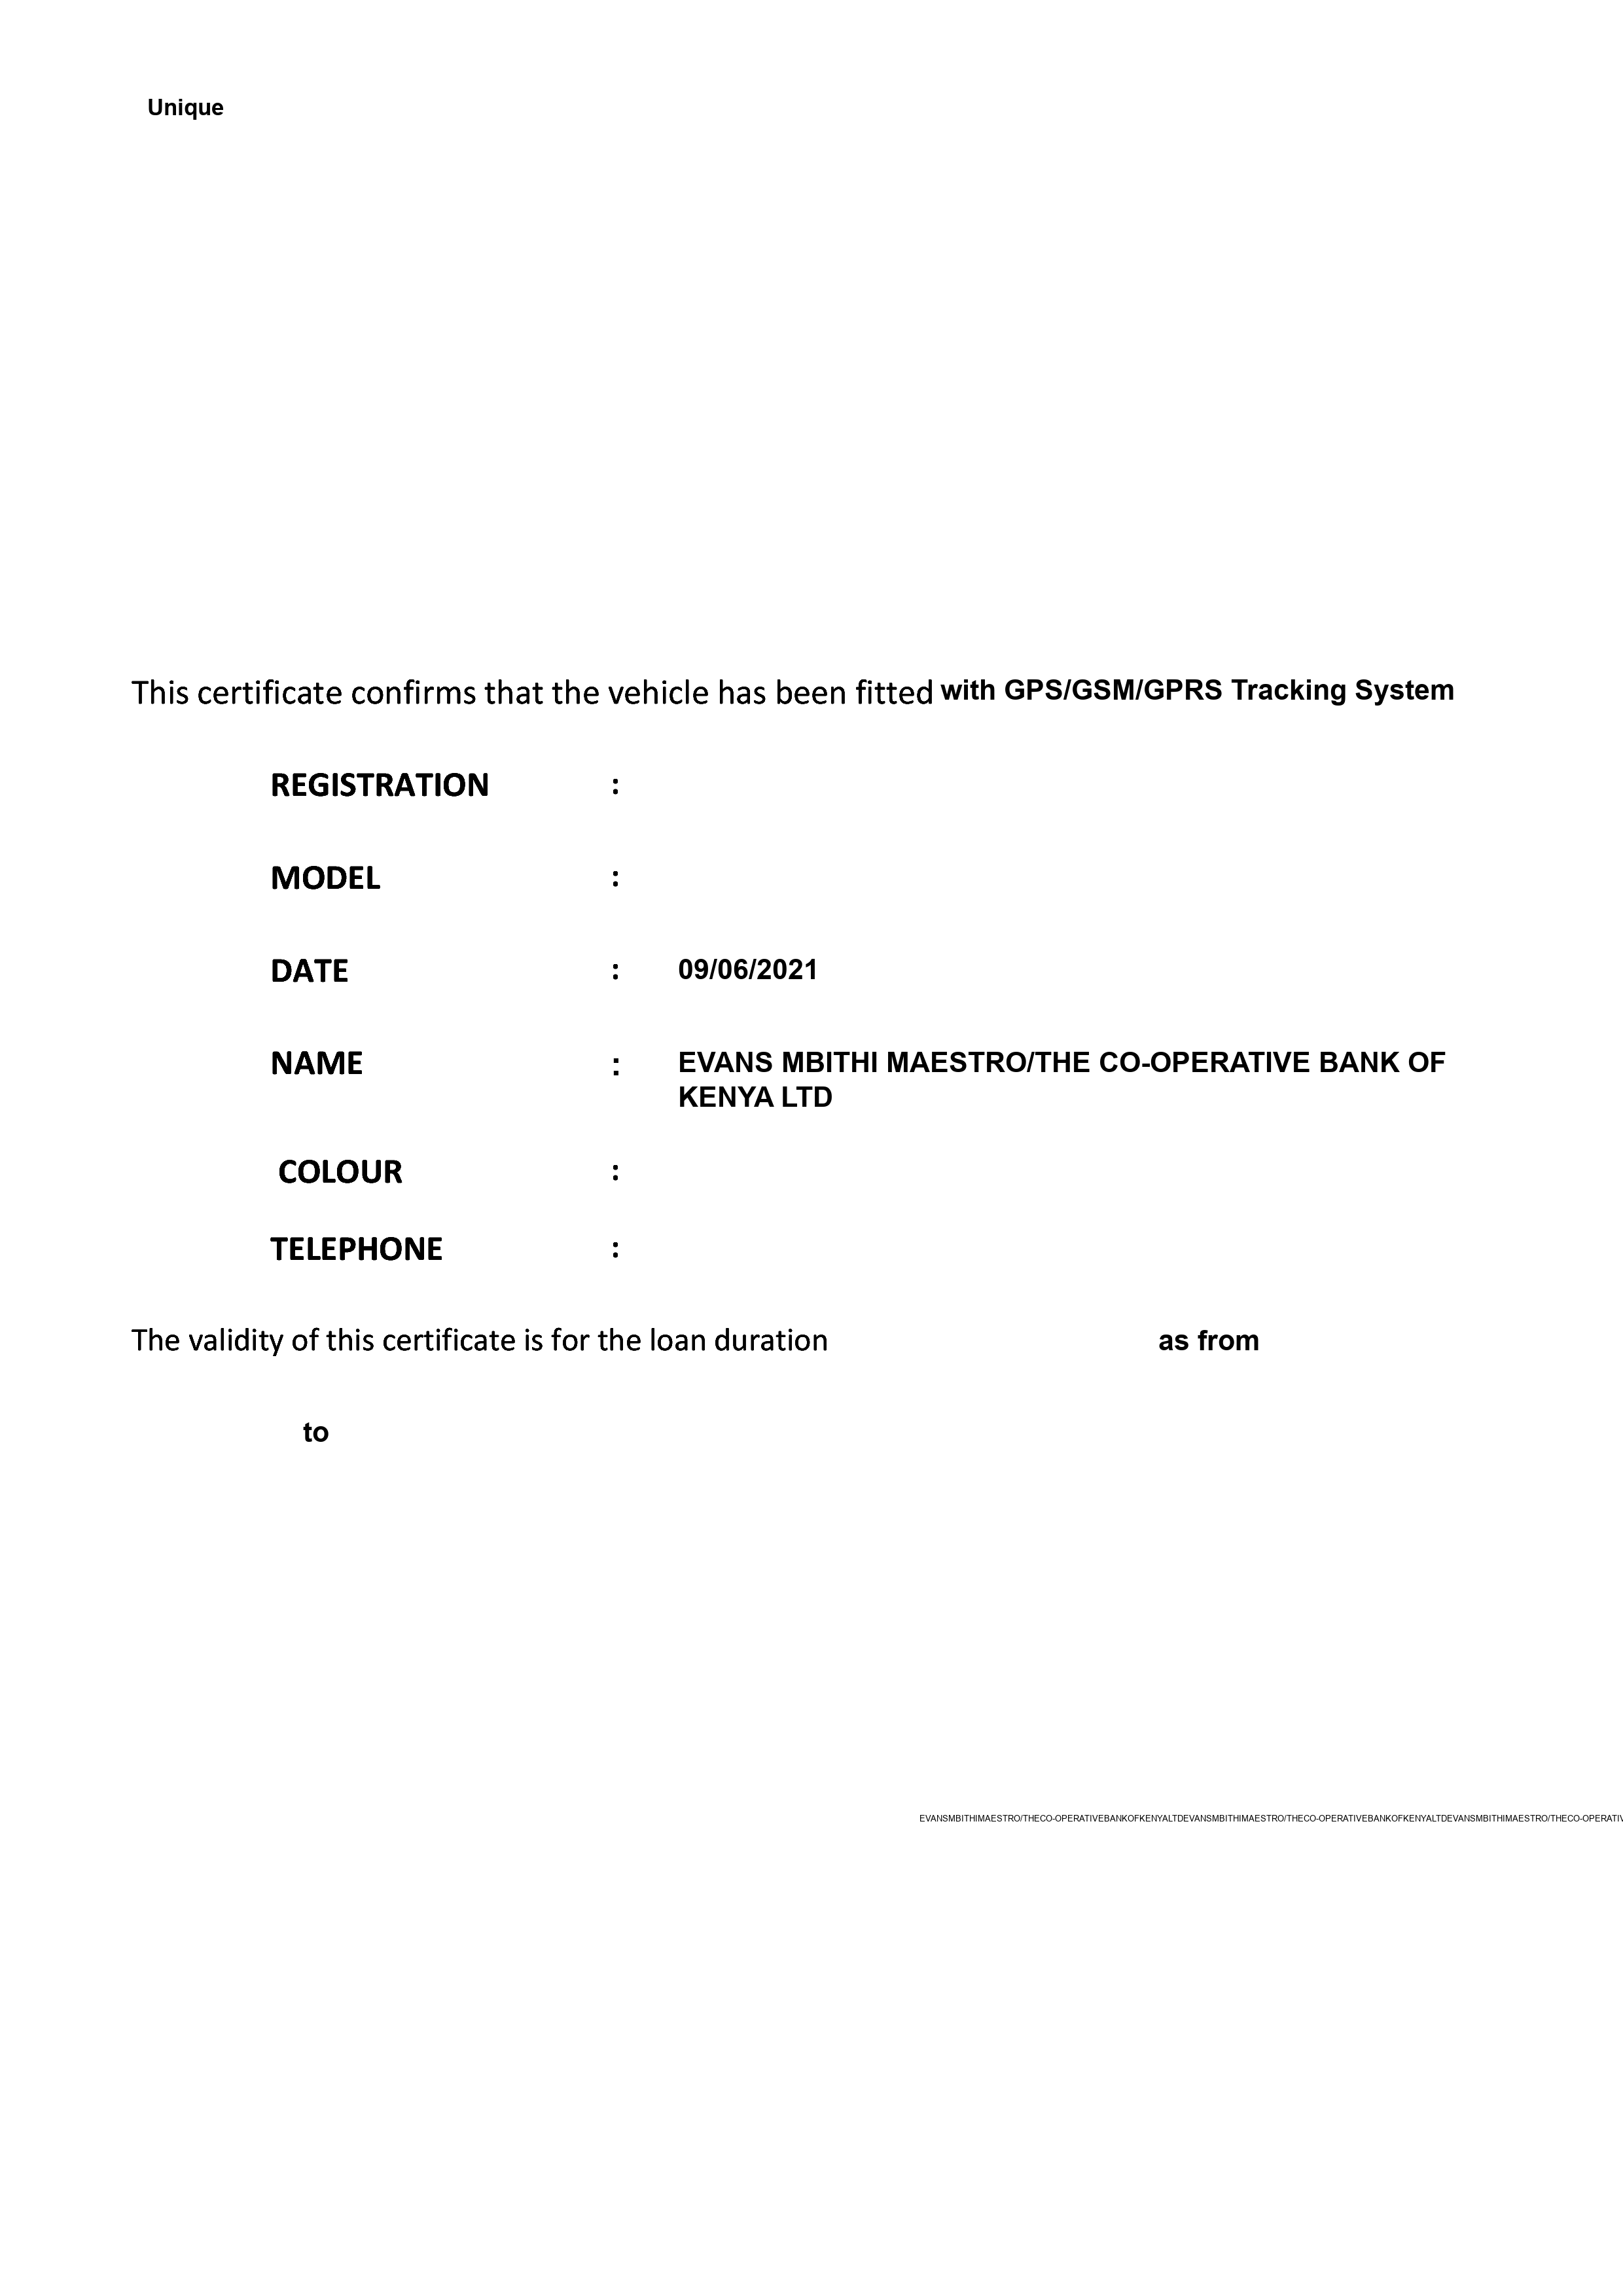 Unique
This certificate confirms that the vehicle has been fitted with GPS/GSM/GPRS Tracking System
REGISTRATION :
MODEL :
DATE : 09/06/2021
NAME : EVANS MBITHI MAESTRO/THE CO-OPERATIVE BANK OF
KENYA LTD
COLOUR :
TELEPHONE :
The validity of this certificate is for the loan duration as from
to
EVANSMBITHIMAESTRO/THECO-OPERATIVEBANKOFKENYALTDEVANSMBITHIMAESTRO/THECO-OPERATIVEBANKOFKENYALTDEVANSMBITHIMAESTRO/THECO-OPERATIV